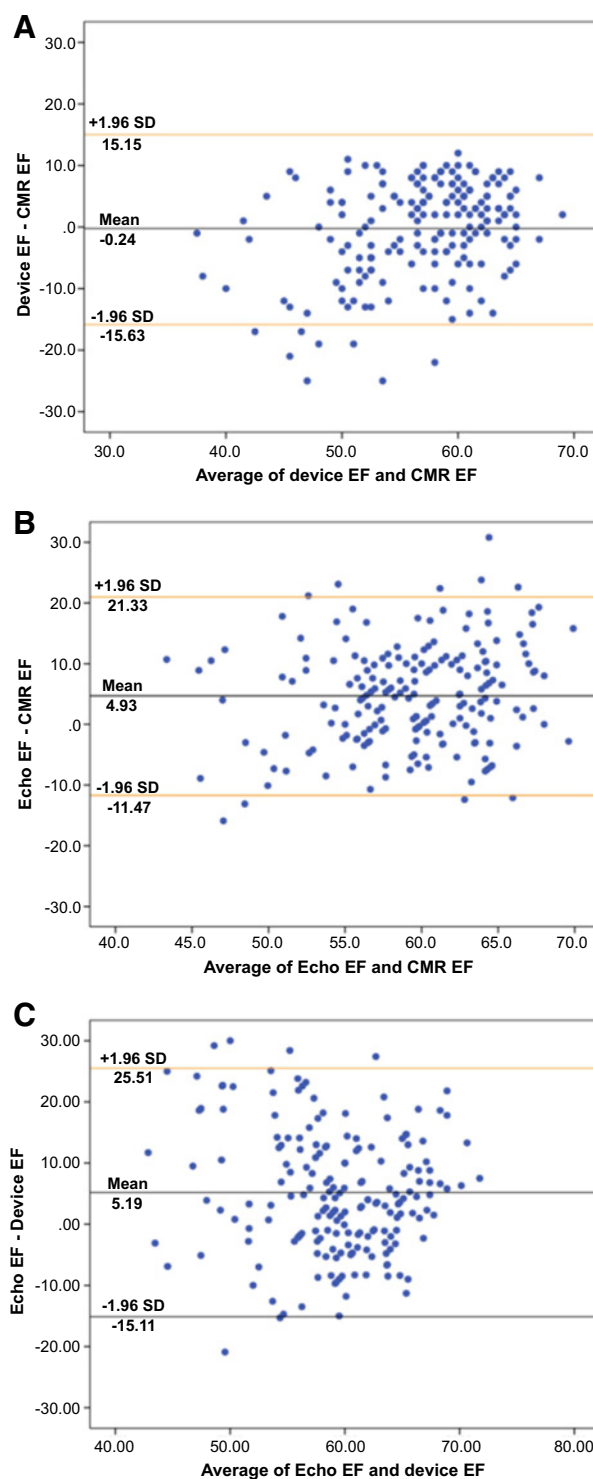 A
30.0
20.0
+1.96 SD
15.15
10.0
Mean
.0
-0.24
-10.0
-1.96 SD
-15.63
-20.0
-30.0
Device EF - CMR EF
30.0 40.0 50.0 60.0 70.0
Average of device EF and CMR EF
B
30.0
+1.96 SD
20.0
21.33
10.0
Mean
4.93
.0
-10.0
-1.96 SD
-11.47
-20.0
-30.0
Echo EF - CMR EF
40.0 45.0 50.0 55.0 60.0 65.0 70.0
Average of Echo EF and CMR EF
C
30.00
+1.96 SD
25.51
20.00
10.00
Mean
5.19
.00
-10.00
-1.96 SD
-15.11
-20.00
-30.00
Echo EF - Device EF
40.00 50.00 60.00 70.00 80.00
Average of Echo EF and device EF